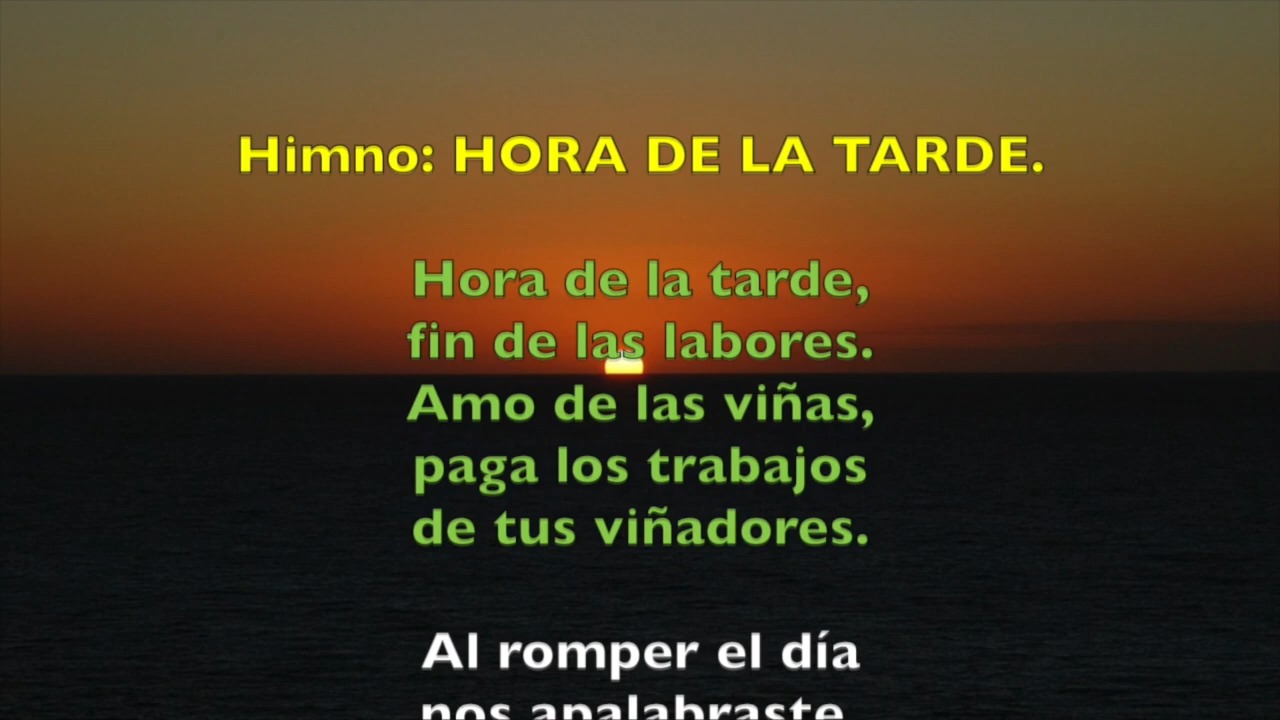 Himno: HORA DE LA TARDE.
Hora de la tarde,
fin de las labores.
Amo de las viñas,
paga los trabajos
de tus viñadores.
Al romper el día
nos apalabraste